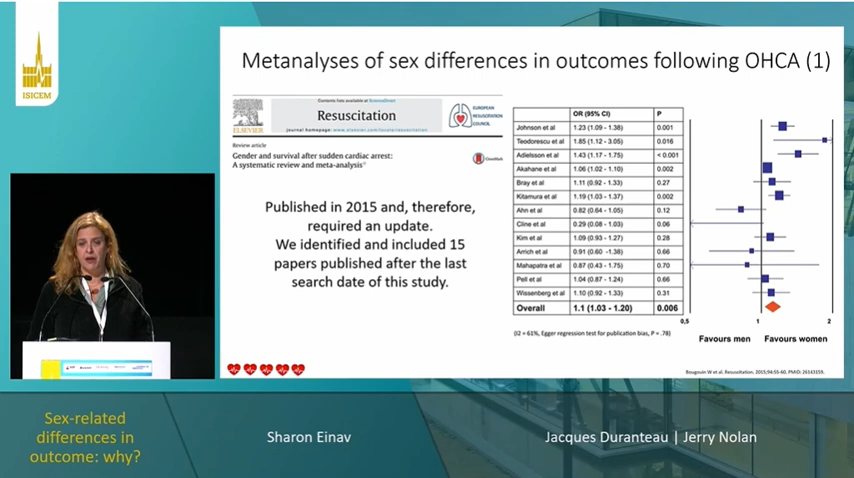 ISICEM
Metanalyses of sex differences in outcomes following OHCA (1)
Contents lists available at ScienceDirect
Resuscitation
journal homepage: www.elsevier.com/locate/resuscitation
ELSEVIER
EUROPEAN
RESUSCITATION
COUNCIL
Review article
Gender and survival after sudden cardiac arrest:
A systematic review and meta-analysis
CrossMark
Published in 2015 and, therefore,
required an update.
We identified and included 15
papers published after the last
search date of this study.
OR (95% CI) P
Johnson et al 1.23 (1.09 - 1.38) 0.001
Teodorescu et al 1.85 (1.12 - 3.05) 0.016
Adielsson et al 1.43 (1.17 - 1.75) < 0.001
Akahane et al 1.06 (1.02 - 1.10) 0.002
Bray et al 1.11 (0.92 - 1.33) 0.27
Kitamura et al 1.19 (1.03 - 1.37) 0.002
Ahn et al 0.82 (0.64 - 1.05) 0.12
Cline et al 0.29 (0.08 - 1.03) 0.06
Kim et al 1.09 (0.93 - 1.27) 0.28
Arrich et al 0.91 (0.60 -1.38) 0.66
Mahapatra et al 0.87 (0.43 - 1.75) 0.70
Pell et al 1.04 (0.87 - 1.24) 0.66
Wissenberg et al 1.10 (0.92 - 1.33) 0.31
Overall 1.1 (1.03 - 1.20) 0.006
0,5 1 2
Favours men Favours women
(I2 = 61%, Egger regression test for publication bias, P = .78)
Bougouin W et al. Resuscitation. 2015;94:55-60. PMID: 26143159.
Sex-related
differences in
outcome: why?
Sharon Einav
Jacques Duranteau | Jerry Nolan